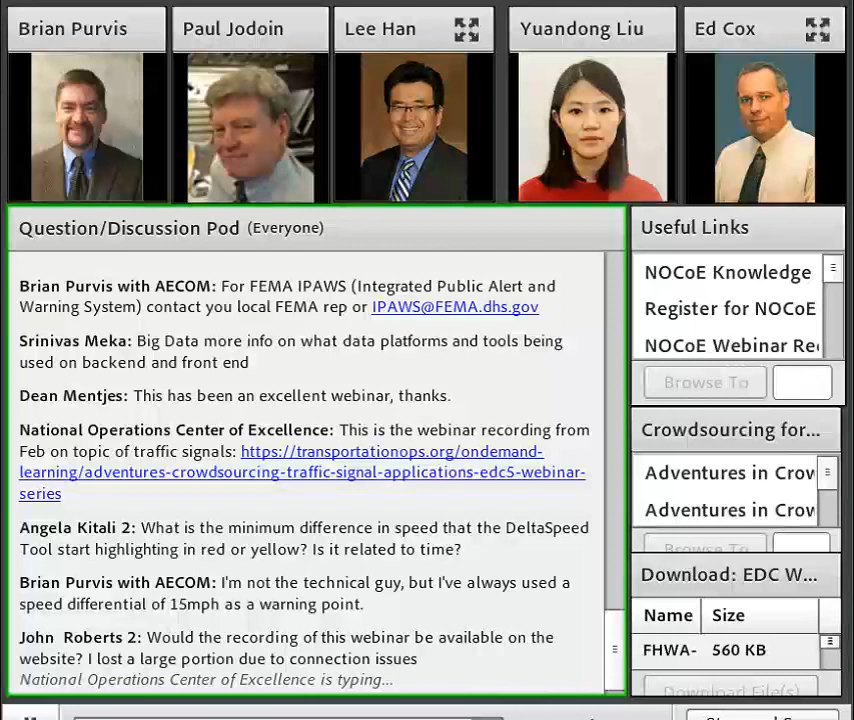 Brian Purvis
Paul Jodoin
Lee Han
Yuandong Liu
Ed Cox
Question/Discussion Pod (Everyone)
Brian Purvis with AECOM: For FEMA IPAWS (Integrated Public Alert and
Warning System) contact you local FEMA rep or IPAWS@FEMA.dhs.gov
Srinivas Meka: Big Data more info on what data platforms and tools being
used on backend and front end
Dean Mentjes: This has been an excellent webinar, thanks.
National Operations Center of Excellence: This is the webinar recording from
Feb on topic of traffic signals: https://transportationops.org/ondemand-
learning/adventures-crowdsourcing-traffic-signal-applications-edc5-webinar-
series
Angela Kitali 2: What is the minimum difference in speed that the DeltaSpeed
Tool start highlighting in red or yellow? Is it related to time?
Brian Purvis with AECOM: I'm not the technical guy, but I've always used a
speed differential of 15mph as a warning point.
John Roberts 2: Would the recording of this webinar be available on the
website? I lost a large portion due to connection issues
National Operations Center of Excellence is typing...
Useful Links
NOCoE Knowledge
Register for NOCoE
NOCoE Webinar Re
Browse To
Crowdsourcing for...
Adventures in Crow
Adventures in Crow
Browse To
Download: EDC W...
Name Size
FHWA- 560 KB
Download File(s)